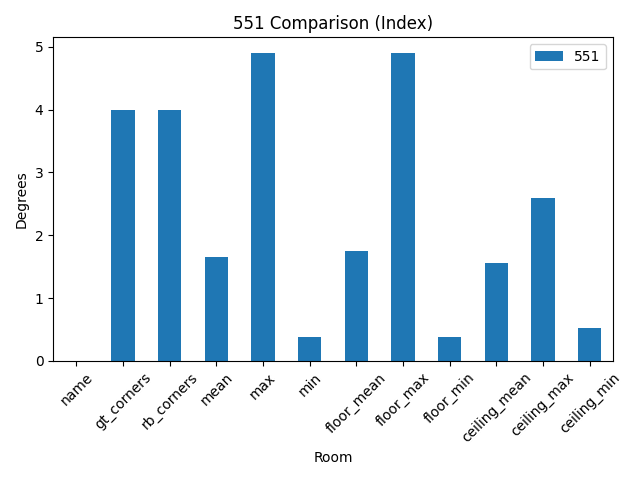 551 Comparison (Index)
551
Degrees
5
4
3
2
1
0
name
gt_corners
rb_corners
mean
max
min
floor_mean
floor_max
floor_min
ceiling_mean
ceiling_max
ceiling_min
Room